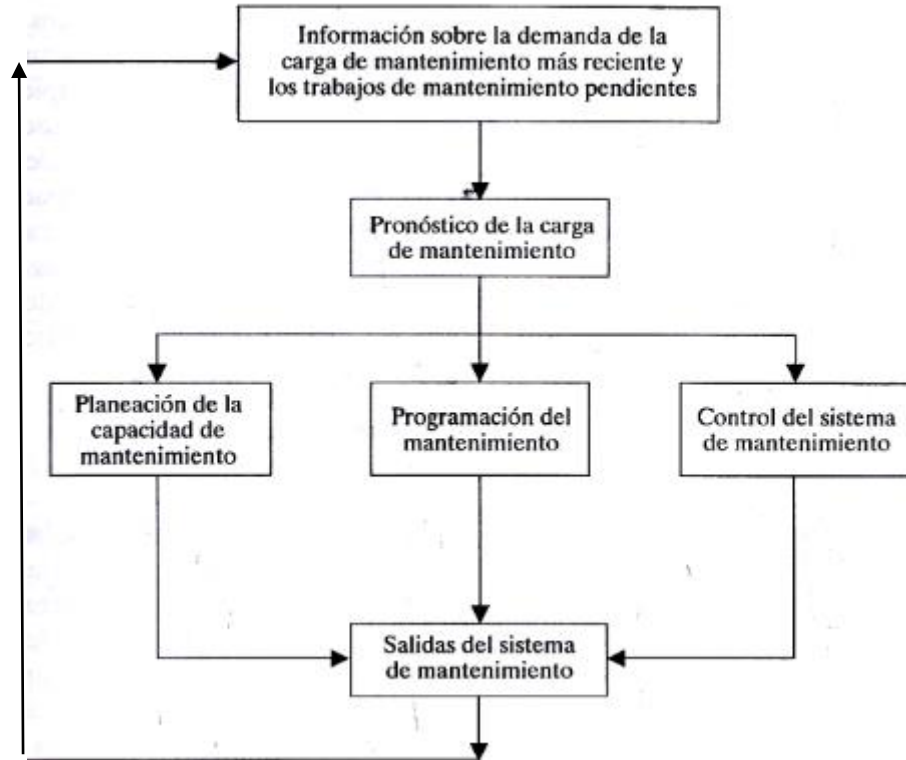 Información sobre la demanda de la
carga de mantenimiento más reciente y
los trabajos de mantenimiento pendientes
Pronóstico de la carga
de mantenimiento
Planeación de la
capacidad de
mantenimiento
Programación del
mantenimiento
Control del sistema
de mantenimiento
Salidas del sistema
de mantenimiento